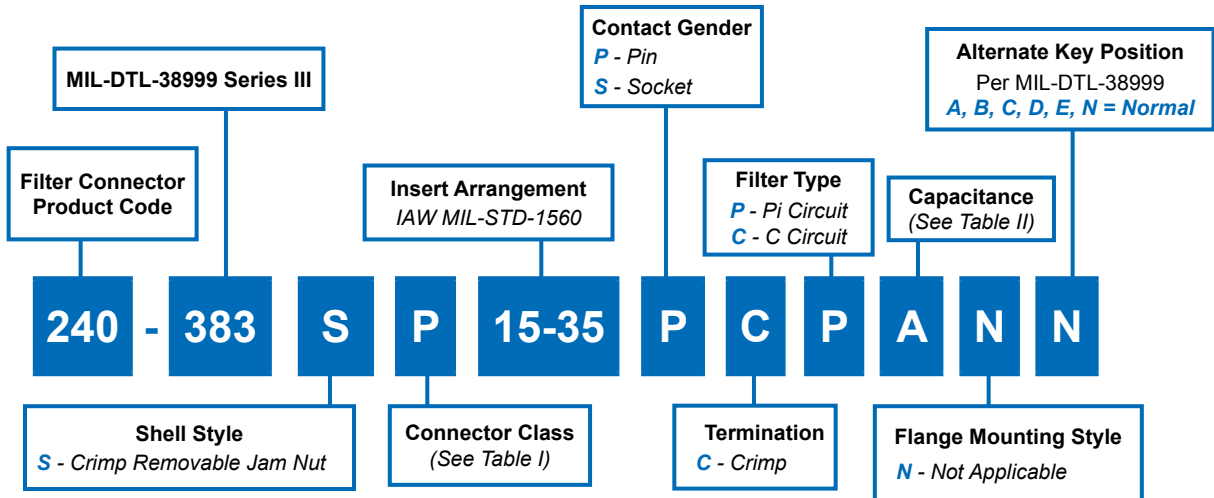 Contact Gender
P - Pin
S - Socket
Alternate Key Position
Per MIL-DTL-38999
A, B, C, D, E, N = Normal
MIL-DTL-38999 Series III
Filter Connector
Product Code
Insert Arrangement
IAW MIL-STD-1560
Filter Type
P - Pi Circuit
C - C Circuit
Capacitance
(See Table II)
240 - 383 S P 15-35 P C P A N N
Shell Style
S - Crimp Removable Jam Nut
Connector Class
(See Table I)
Termination
C - Crimp
Flange Mounting Style
N - Not Applicable